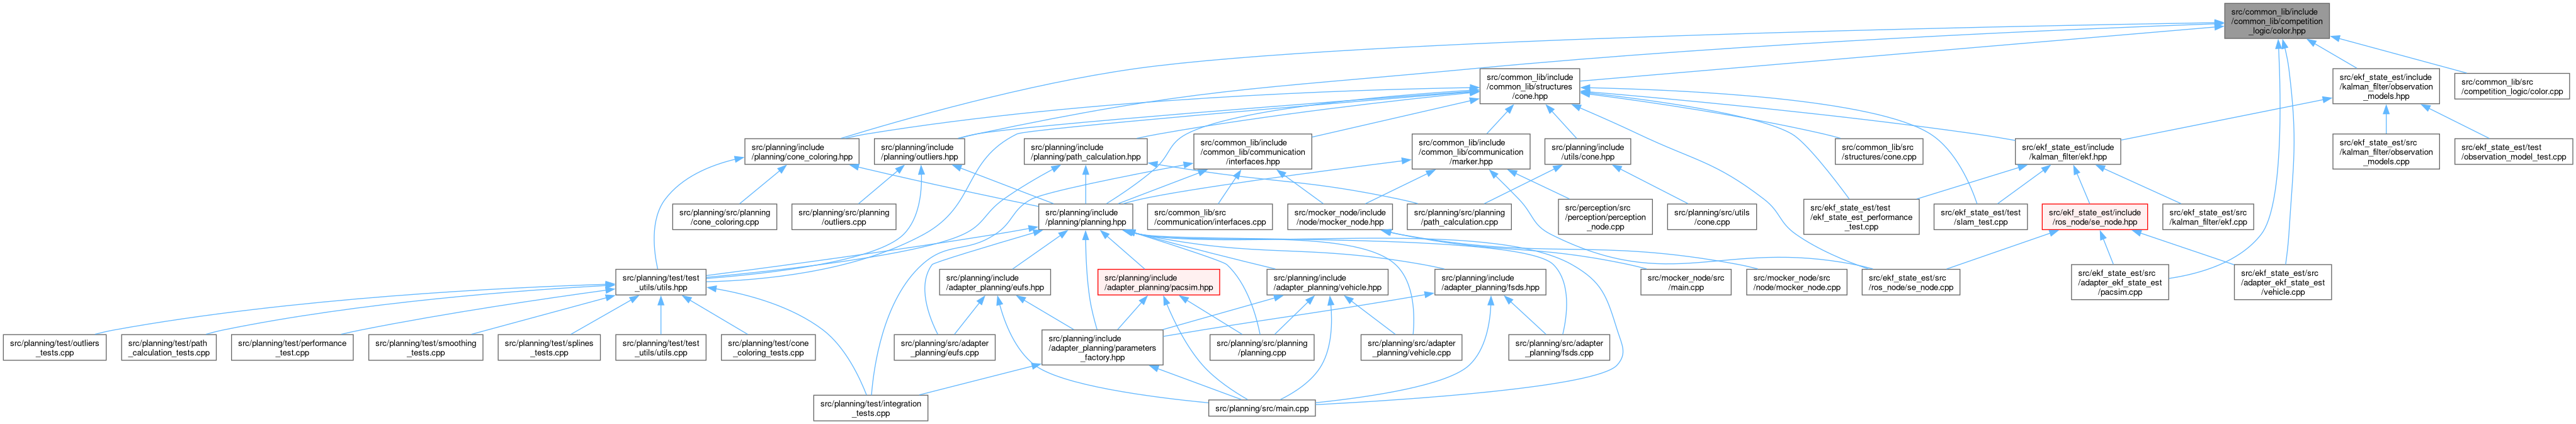 src/common_lib/include
/common_lib/competition
_logic/color.hpp
src/common_lib/include
/common_lib/structures
/cone.hpp
src/ekf_state_est/include
/kalman_filter/observation
_models.hpp
src/common_lib/src
/competition_logic/color.cpp
src/planning/include
/planning/cone_coloring.hpp
src/planning/include
/planning/outliers.hpp
src/planning/include
/planning/path_calculation.hpp
src/common_lib/include
/common_lib/communication
/interfaces.hpp
src/common_lib/include
/common_lib/communication
/marker.hpp
src/planning/include
/utils/cone.hpp
src/common_lib/src
/structures/cone.cpp
src/ekf_state_est/include
/kalman_filter/ekf.hpp
src/ekf_state_est/src
/kalman_filter/observation
_models.cpp
src/ekf_state_est/test
/observation_model_test.cpp
src/planning/src/planning
/cone_coloring.cpp
src/planning/src/planning
/outliers.cpp
src/planning/include
/planning/planning.hpp
src/common_lib/src
/communication/interfaces.cpp
src/mocker_node/include
/node/mocker_node.hpp
src/planning/src/planning
/path_calculation.cpp
src/perception/src
/perception/perception
_node.cpp
src/planning/src/utils
/cone.cpp
src/ekf_state_est/test
/ekf_state_est_performance
_test.cpp
src/ekf_state_est/test
/slam_test.cpp
src/ekf_state_est/include
/ros_node/se_node.hpp
src/ekf_state_est/src
/kalman_filter/ekf.cpp
src/planning/test/test
_utils/utils.hpp
src/planning/include
/adapter_planning/eufs.hpp
src/planning/include
/adapter_planning/pacsim.hpp
src/planning/include
/adapter_planning/vehicle.hpp
src/planning/include
/adapter_planning/fsds.hpp
src/mocker_node/src
/main.cpp
src/mocker_node/src
/node/mocker_node.cpp
src/ekf_state_est/src
/ros_node/se_node.cpp
src/ekf_state_est/src
/adapter_ekf_state_est
/pacsim.cpp
src/ekf_state_est/src
/adapter_ekf_state_est
/vehicle.cpp
src/planning/test/outliers
_tests.cpp
src/planning/test/path
_calculation_tests.cpp
src/planning/test/performance
_test.cpp
src/planning/test/smoothing
_tests.cpp
src/planning/test/splines
_tests.cpp
src/planning/test/test
_utils/utils.cpp
src/planning/test/cone
_coloring_tests.cpp
src/planning/src/adapter
_planning/eufs.cpp
src/planning/include
/adapter_planning/parameters
_factory.hpp
src/planning/src/planning
/planning.cpp
src/planning/src/adapter
_planning/vehicle.cpp
src/planning/src/adapter
_planning/fsds.cpp
src/planning/test/integration
_tests.cpp
src/planning/src/main.cpp